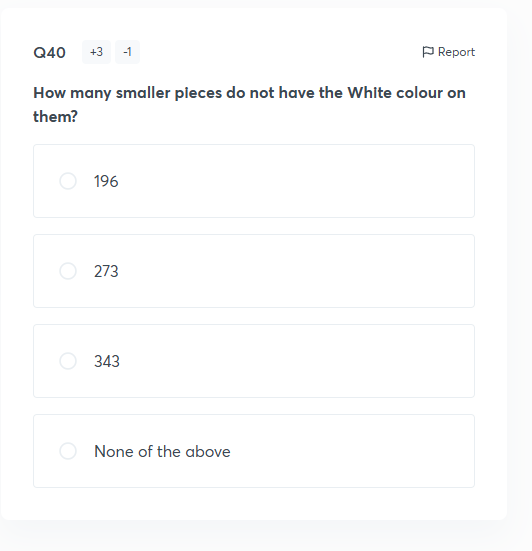 Q40 +3 -1 Report
How many smaller pieces do not have the White colour on
them?
196
273
343
None of the above